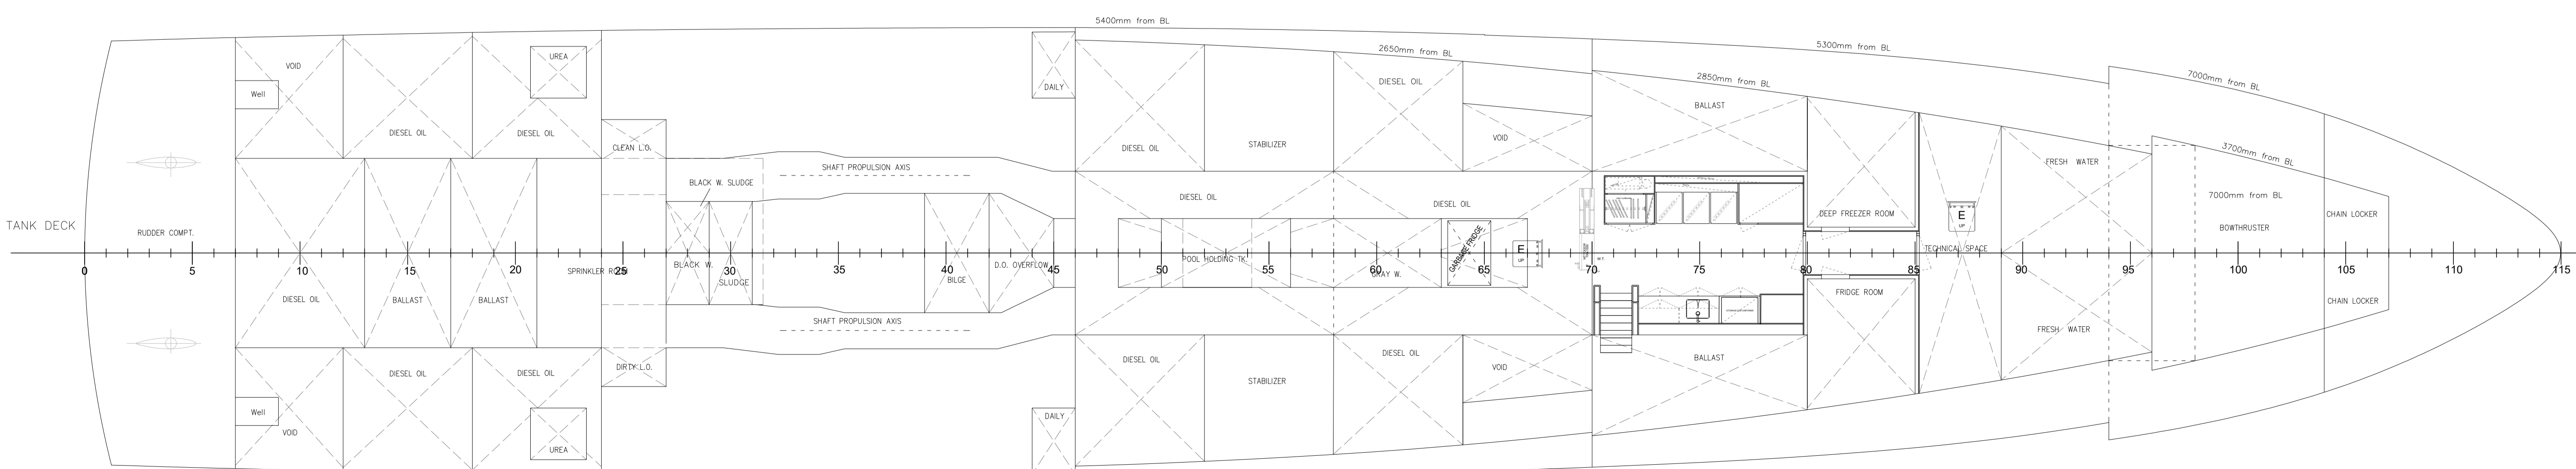 5400mm from BL
2650mm from BL
5300mm from BL
2850mm from BL
7000mm from BL
3700mm from BL
7000mm from BL
VOID
Well
UREA
DIESEL OIL
DIESEL OIL
DAILY
CLEAN L.O.
DIESEL OIL
STABILIZER
DIESEL OIL
VOID
BALLAST
FRESH WATER
SHAFT PROPULSION AXIS
BLACK W. SLUDGE
DIESEL OIL
DIESEL OIL
DEEP FREEZER ROOM
E
UP
CHAIN LOCKER
BOWTHRUSTER
TANK DECK
RUDDER COMPT.
TECHNICAL SPACE
GARBAGE FRIDGE
E
UP
W.T.
POOL HOLDING TK.
GRAY W.
SPRINKLER ROOM
BLACK W.
SLUDGE
BILGE
D.O. OVERFLOW
0 5 10 15 20 25 30 35 40 45 50 55 60 65 70 75 80 85 90 95 100 105 110 115
DIESEL OIL
BALLAST
BALLAST
FRIDGE ROOM
CHAIN LOCKER
SHAFT PROPULSION AXIS
FRESH WATER
DIESEL OIL
DIESEL OIL
DIRTY L.O.
DIESEL OIL
STABILIZER
DIESEL OIL
VOID
BALLAST
Well
VOID
UREA
DAILY